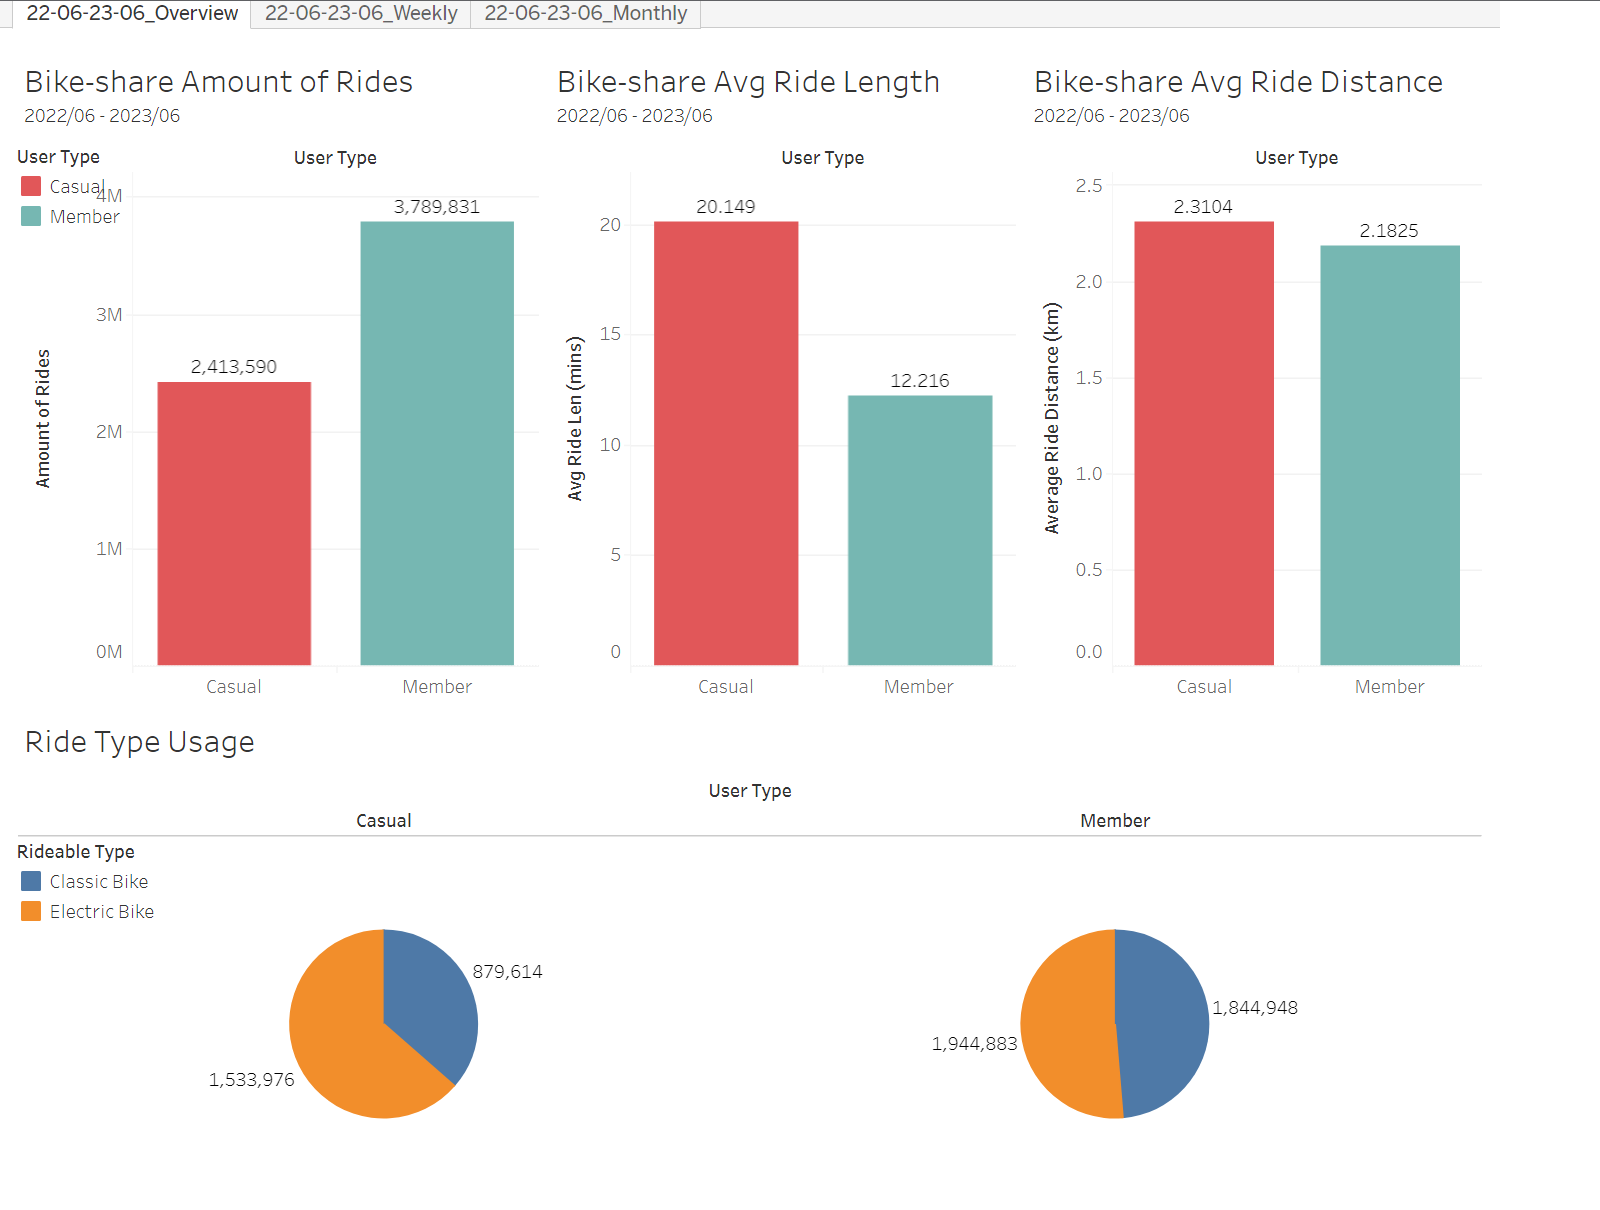 22-06-23-06_Overview
22-06-23-06_Weekly
22-06-23-06_Monthly
Bike-share Amount of Rides
2022/06 - 2023/06
User Type
Casual
Member
User Type
4M
3M
2M
1M
0M
Amount of Rides
2,413,590
3,789,831
Casual
Member
Bike-share Avg Ride Length
2022/06 - 2023/06
User Type
20
15
10
5
0
Avg Ride Len (mins)
20.149
12.216
Casual
Member
Bike-share Avg Ride Distance
2022/06 - 2023/06
User Type
2.5
2.0
1.5
1.0
0.5
0.0
Average Ride Distance (km)
2.3104
2.1825
Casual
Member
Ride Type Usage
User Type
Casual
Member
Rideable Type
Classic Bike
Electric Bike
879,614
1,533,976
1,844,948
1,944,883